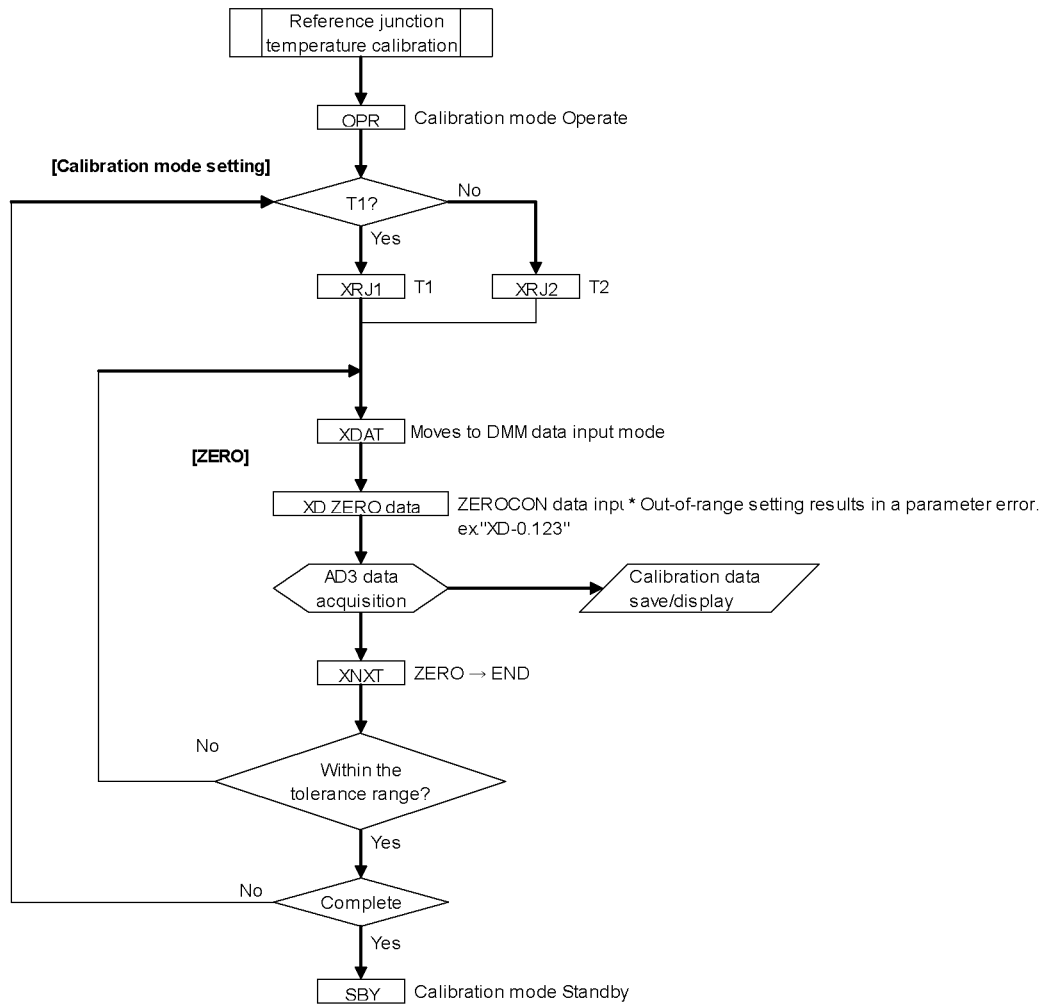 Reference junction
temperature calibration
OPR
Calibration mode Operate
[Calibration mode setting]
T1?
No
Yes
XRJ1
T1
XRJ2
T2
XDAT
Moves to DMM data input mode
[ZERO]
XD ZERO data
ZEROCON data inpu * Out-of-range setting results in a parameter error.
ex."XD-0.123"
AD3 data
acquisition
Calibration data
save/display
XNXT
ZERO → END
No
Within the
tolerance range?
Yes
No
Complete
Yes
SBY
Calibration mode Standby